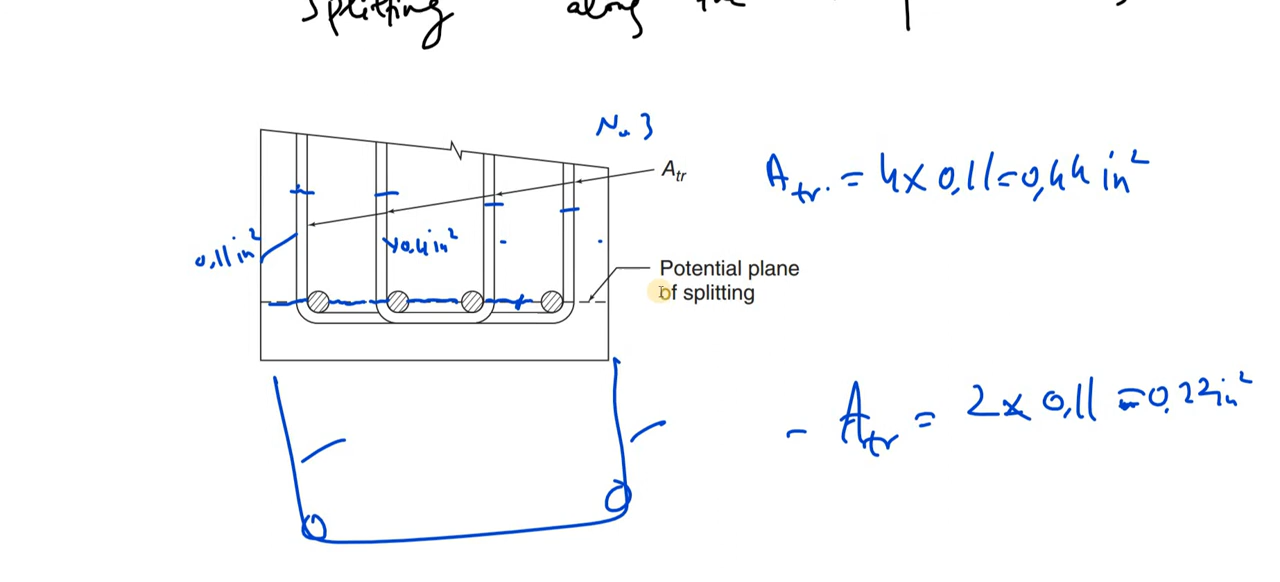 Splitting along the
No 3
Atr
Atr. = 4 x 0,11 = 0,44 in²
0,11 in²
Potential plane
of splitting
- Atr = 2 x 0,11 = 0,22 in²